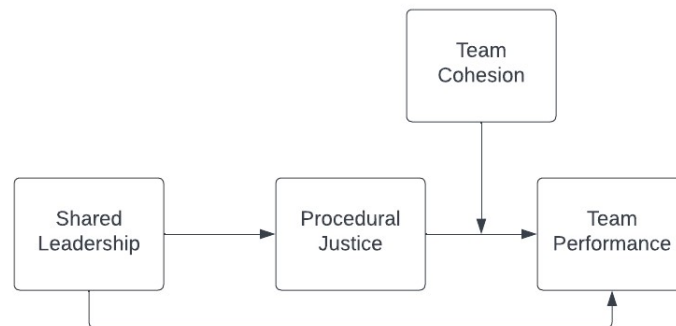 Team
Cohesion
Shared
Leadership
Procedural
Justice
Team
Performance